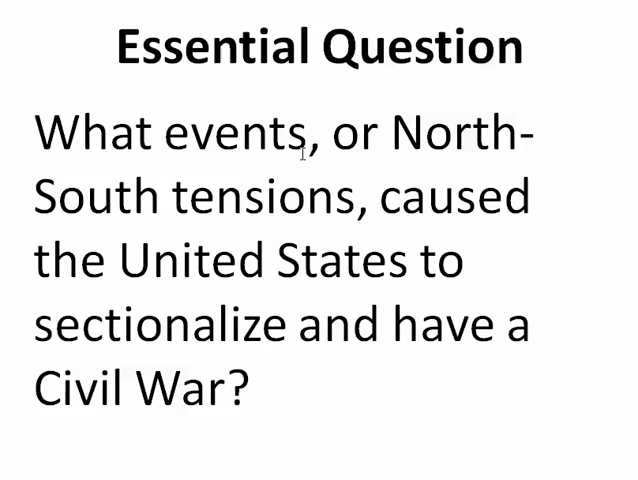 Essential Question
What events, or North-
South tensions, caused
the United States to
sectionalize and have a
Civil War?